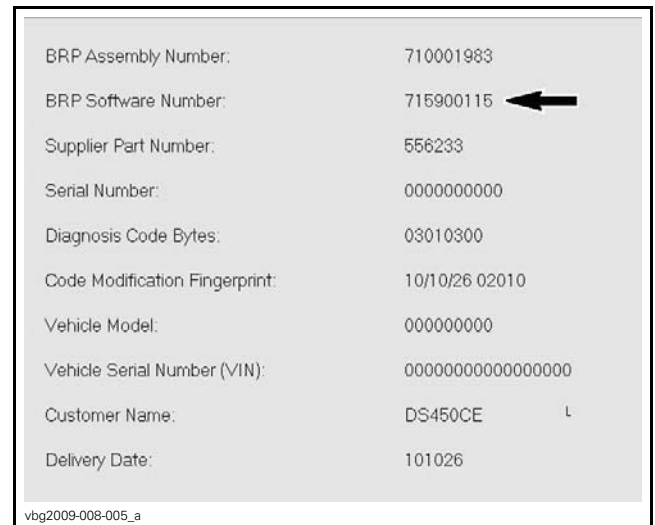 BRP Assembly Number: 710001983
BRP Software Number: 715900115
Supplier Part Number: 556233
Serial Number: 0000000000
Diagnosis Code Bytes: 03010300
Code Modification Fingerprint: 10/10/26 02010
Vehicle Model: 000000000
Vehicle Serial Number (VIN): 00000000000000000
Customer Name: DS450CE
Delivery Date: 101026
vbg2009-008-005_a